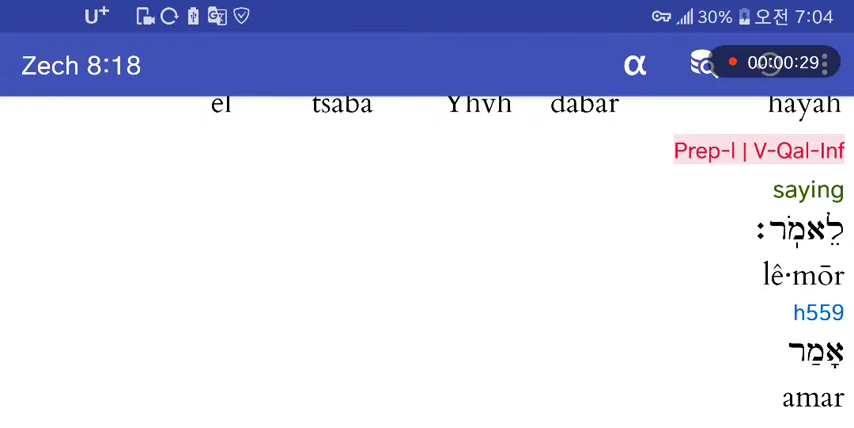 U+ 30% 오전 7:04
Zech 8:18 α 00:00:29
el tsaba Yhvh dabar hayah
Prep-l | V-Qal-Inf
saying
לֵאמֹֽר׃
lê·mōr
h559
אָמַר
amar